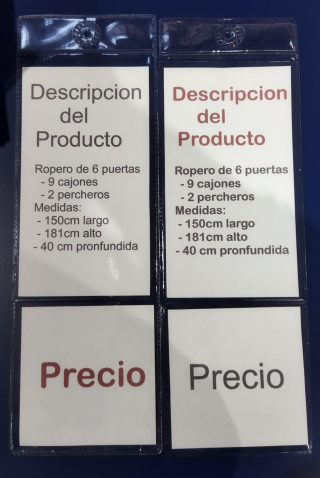 Descripcion
del
Producto
Ropero de 6 puertas
- 9 cajones
- 2 percheros
Medidas:
- 150cm largo
- 181cm alto
- 40 cm pronfundida
Precio
Descripcion
del
Producto
Ropero de 6 puertas
- 9 cajones
- 2 percheros
Medidas:
- 150cm largo
- 181cm alto
- 40 cm pronfundida
Precio